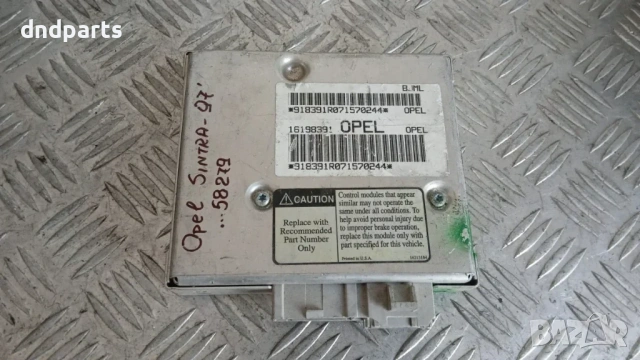 dndparts
B.ML
*918391R071570244* OPEL
16198391 OPEL OPEL
*918391R071570244*
Opel SINTRA-97'
...58279
CAUTION
Replace with
Recommended
Part Number
Only
Control modules that appear
similar may not operate the
same under all conditions. To
help avoid personal injury due
to improper brake operation,
replace this module only with
part specified for this vehicle.
Printed in U.S.A.
BAZAR